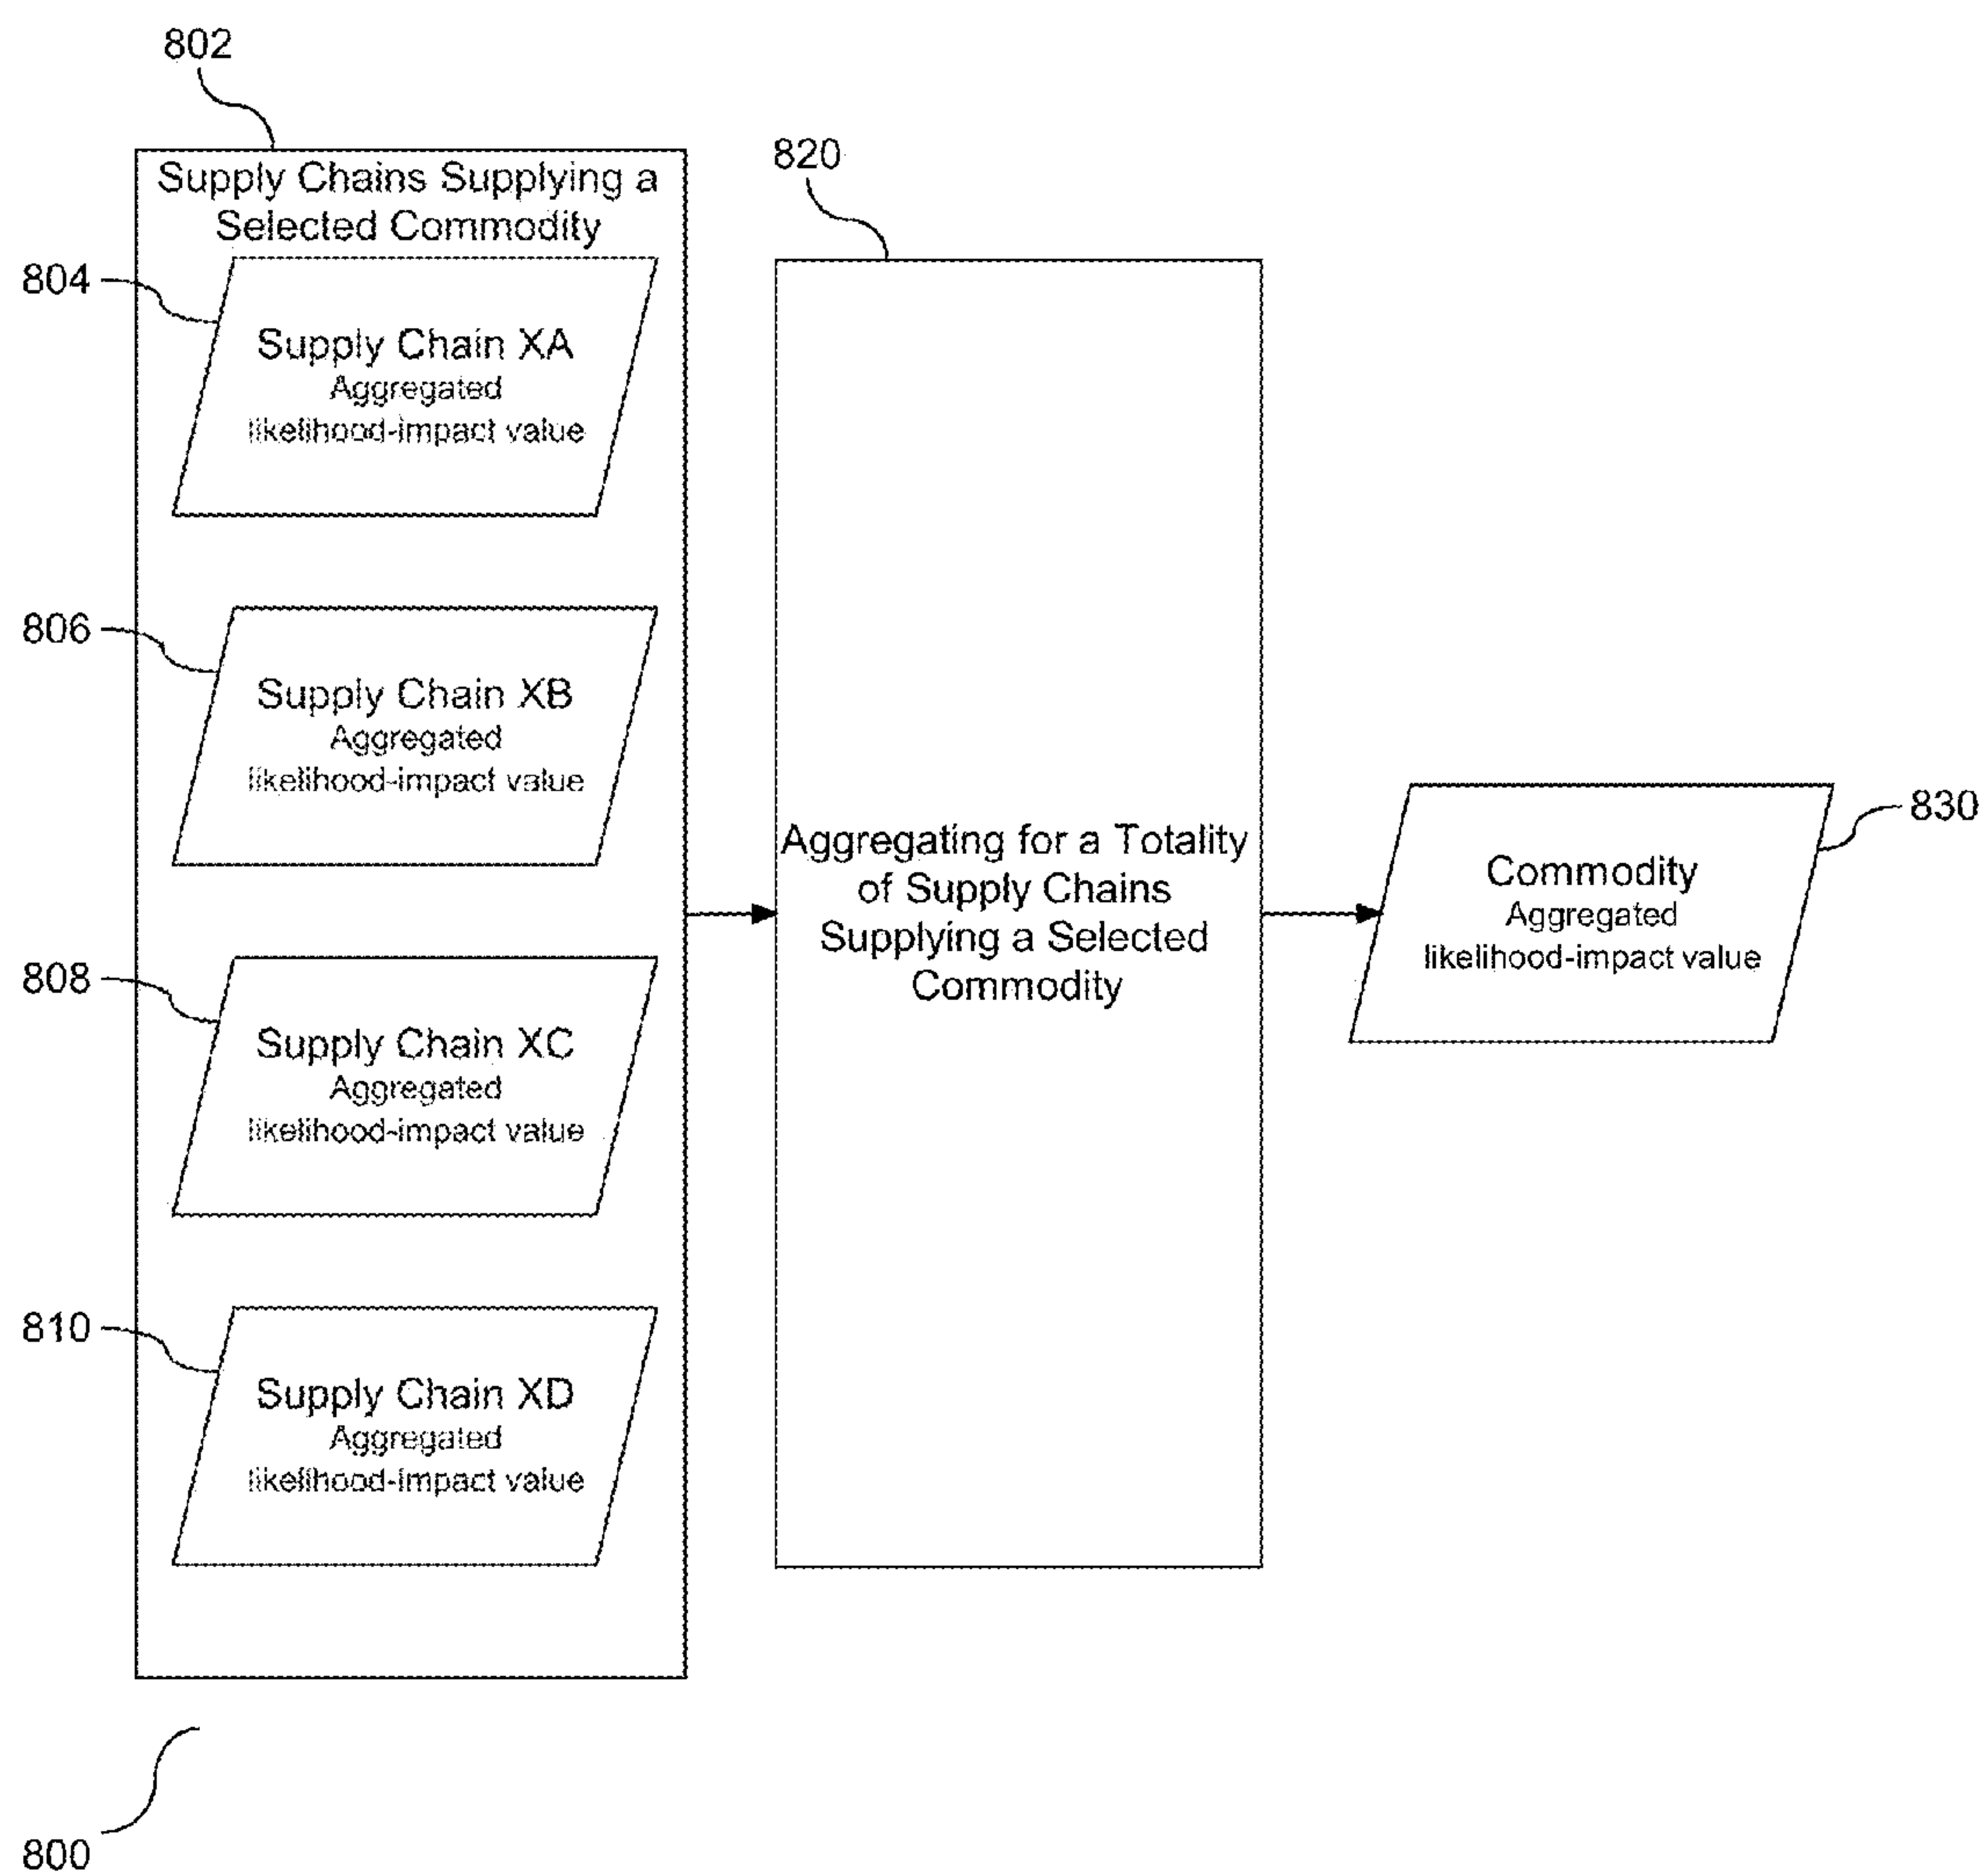 802
Supply Chains Supplying a
Selected Commodity
804
Supply Chain XA
Aggregated
likelihood-impact value
806
Supply Chain XB
Aggregated
likelihood-impact value
808
Supply Chain XC
Aggregated
likelihood-impact value
810
Supply Chain XD
Aggregated
likelihood-impact value
820
Aggregating for a Totality
of Supply Chains
Supplying a Selected
Commodity
830
Commodity
Aggregated
likelihood-impact value
800